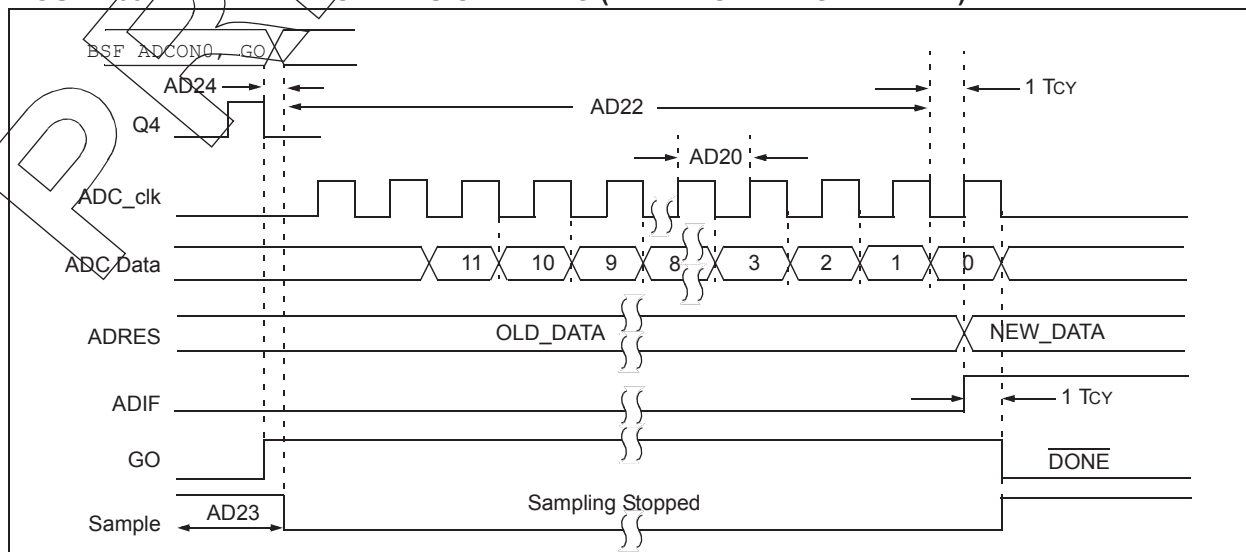 BSF ADCON0, GO
AD24
1 TCY
AD22
Q4
AD20
ADC_clk
ADC Data
11
10
9
8
3
2
1
0
ADRES
OLD_DATA
NEW_DATA
ADIF
1 TCY
GO
DONE
Sampling Stopped
AD23
Sample